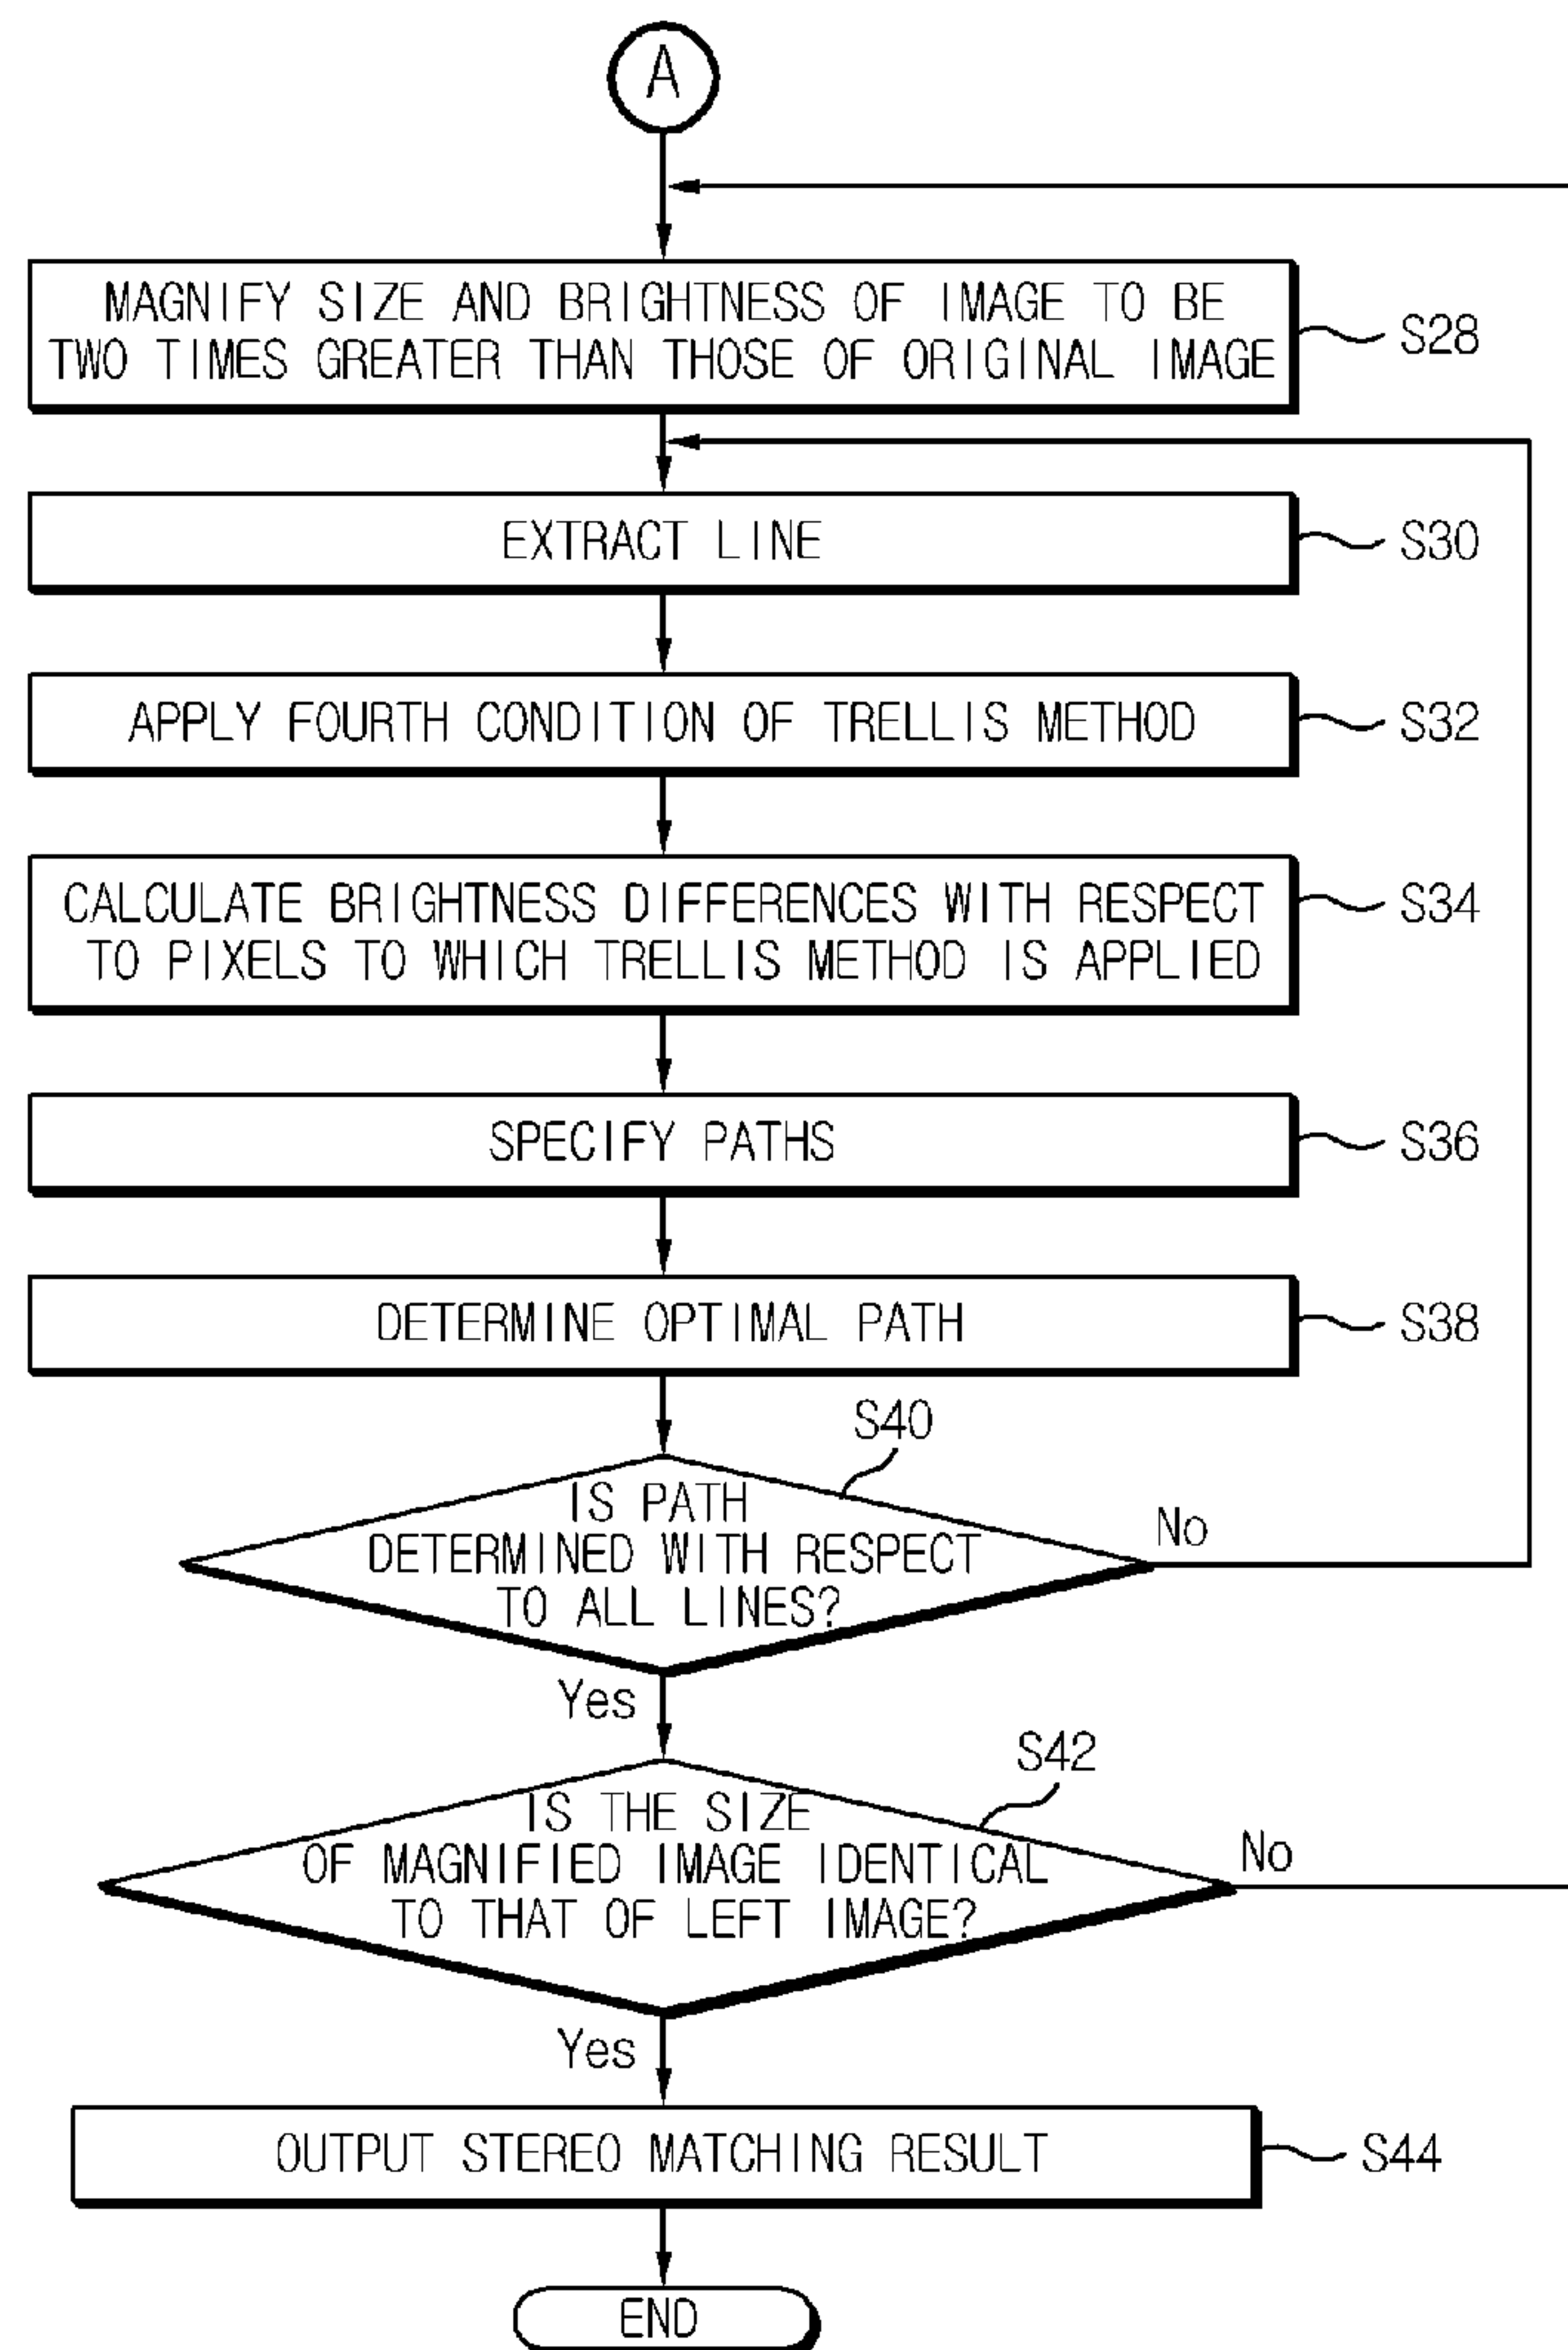 A
MAGNIFY SIZE AND BRIGHTNESS OF IMAGE TO BE
TWO TIMES GREATER THAN THOSE OF ORIGINAL IMAGE
S28
EXTRACT LINE
S30
APPLY FOURTH CONDITION OF TRELLIS METHOD
S32
CALCULATE BRIGHTNESS DIFFERENCES WITH RESPECT
TO PIXELS TO WHICH TRELLIS METHOD IS APPLIED
S34
SPECIFY PATHS
S36
DETERMINE OPTIMAL PATH
S38
S40
IS PATH
DETERMINED WITH RESPECT
TO ALL LINES?
No
Yes
S42
IS THE SIZE
OF MAGNIFIED IMAGE IDENTICAL
TO THAT OF LEFT IMAGE?
No
Yes
OUTPUT STEREO MATCHING RESULT
S44
END